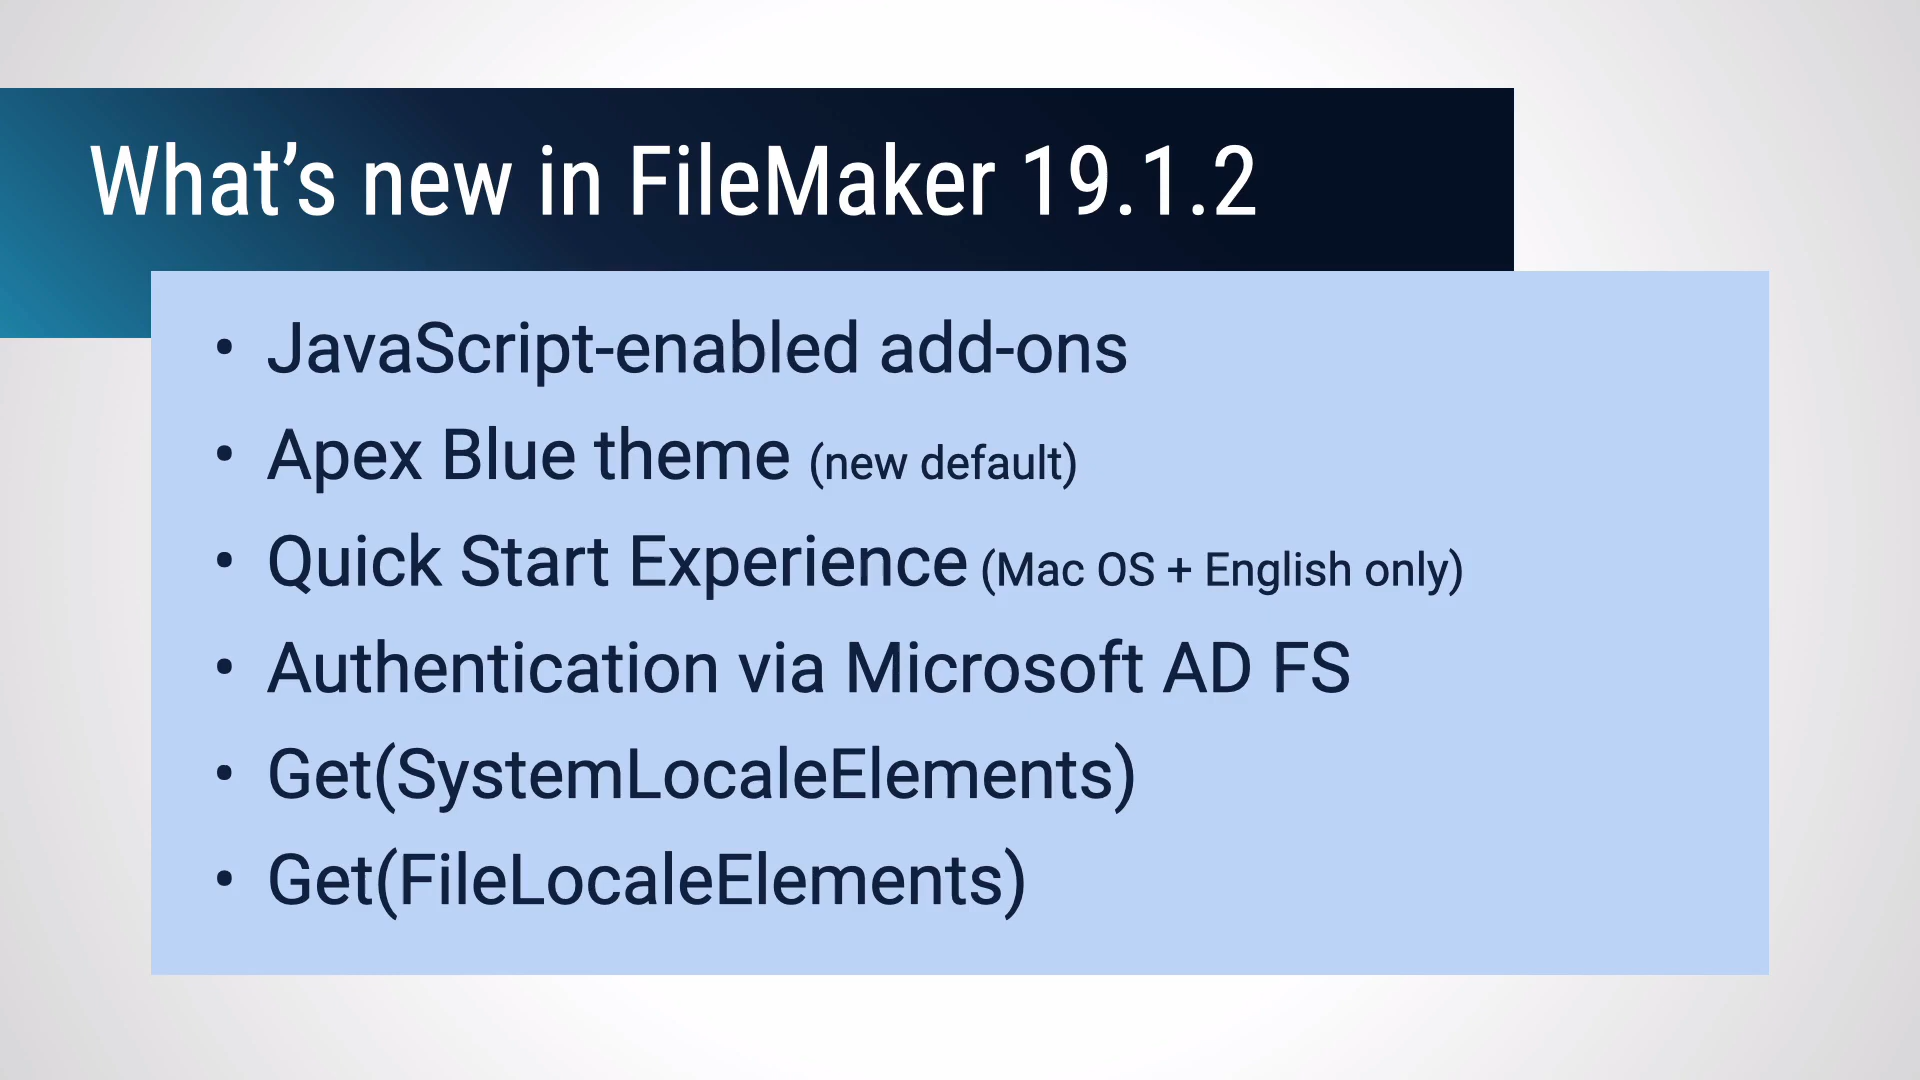 What’s new in FileMaker 19.1.2
• JavaScript-enabled add-ons
• Apex Blue theme (new default)
• Quick Start Experience (Mac OS + English only)
• Authentication via Microsoft AD FS
• Get(SystemLocaleElements)
• Get(FileLocaleElements)